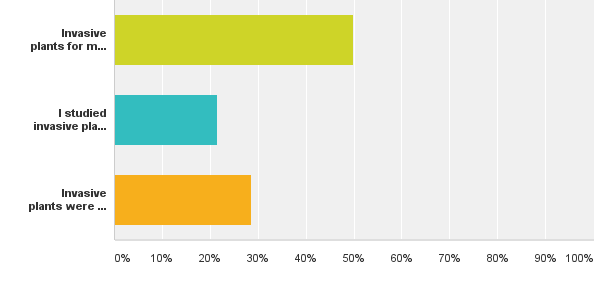 Invasive
plants for m...
I studied
invasive pla...
Invasive
plants were ...
0% 10% 20% 30% 40% 50% 60% 70% 80% 90% 100%